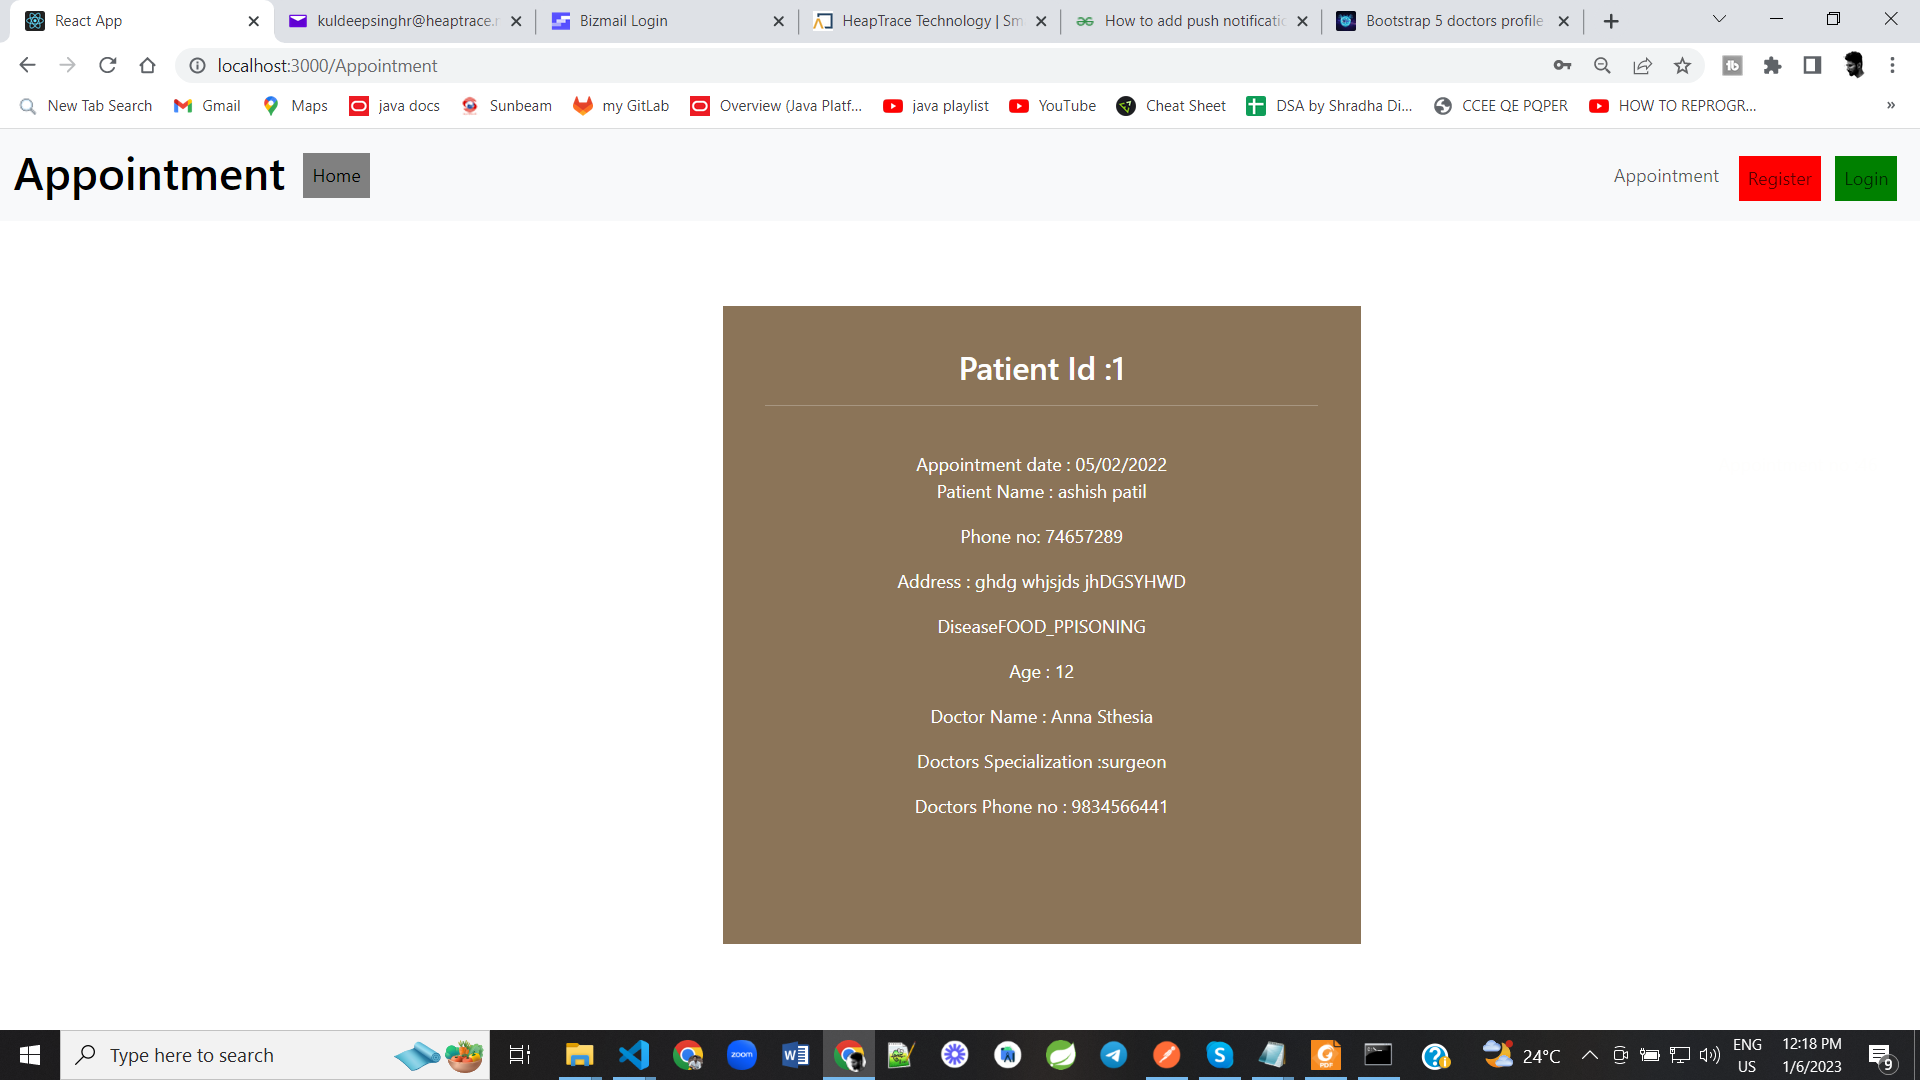 React App
kuldeepsinghr@heaptrace.r
Bizmail Login
HeapTrace Technology | Sm
How to add push notificatio
Bootstrap 5 doctors profile
localhost:3000/Appointment
New Tab Search
Gmail
Maps
java docs
Sunbeam
my GitLab
Overview (Java Platf...
java playlist
YouTube
Cheat Sheet
DSA by Shradha Di...
CCEE QE PQPER
HOW TO REPROGR...
»
Appointment
Home
Appointment
Register
Login
Patient Id :1
Appointment date : 05/02/2022
Patient Name : ashish patil
Phone no: 74657289
Address : ghdg whjsjds jhDGSYHWD
DiseaseFOOD_PPISONING
Age : 12
Doctor Name : Anna Sthesia
Doctors Specialization :surgeon
Doctors Phone no : 9834566441
Type here to search
zoom
24°C
ENG
US
12:18 PM
1/6/2023
9